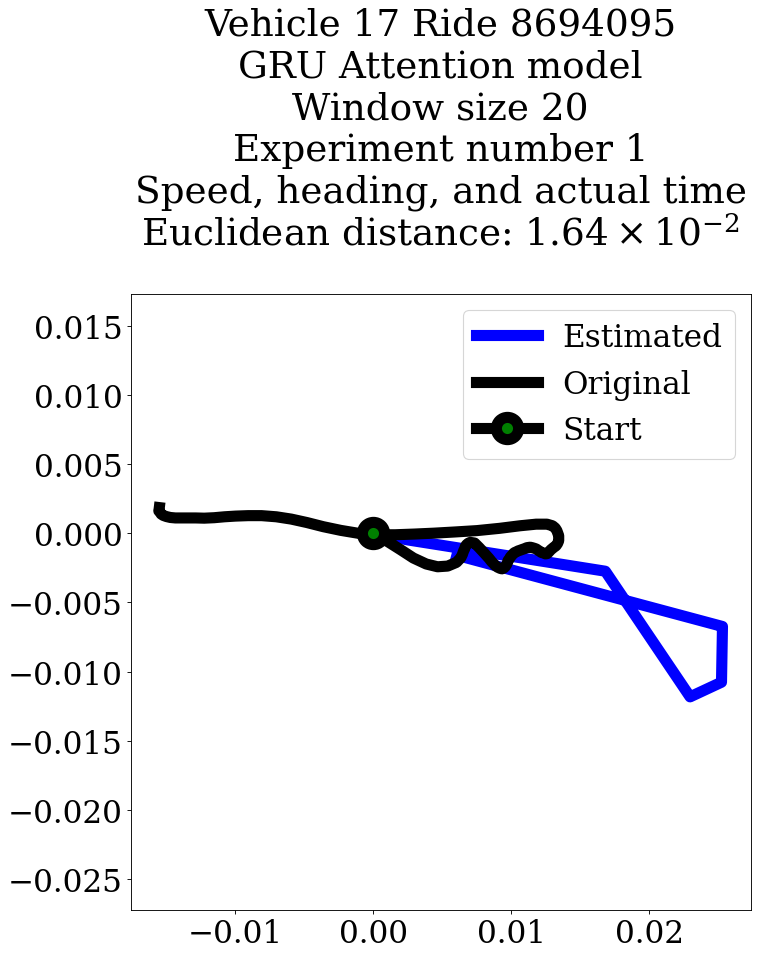 Vehicle 17 Ride 8694095
GRU Attention model
Window size 20
Experiment number 1
Speed, heading, and actual time
Euclidean distance: 1.64 × 10⁻²
Estimated
Original
Start
0.015
0.010
0.005
0.000
−0.005
−0.010
−0.015
−0.020
−0.025
−0.01 0.00 0.01 0.02